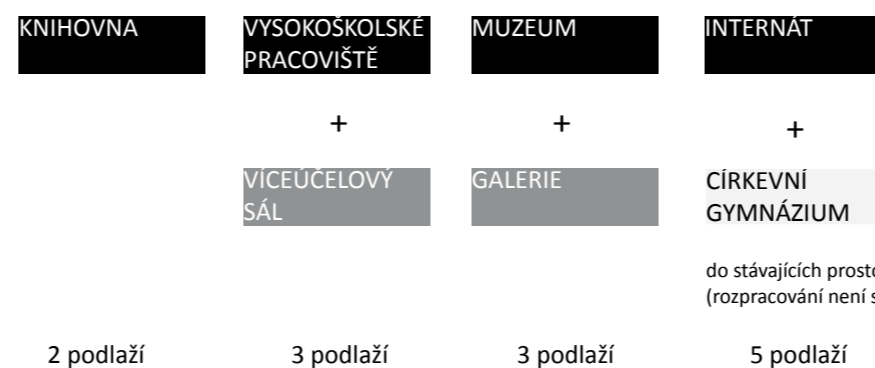 KNIHOVNA
VYSOKOŠKOLSKÉ
PRACOVIŠTĚ
MUZEUM
INTERNÁT
+
+
+
VÍCEÚČELOVÝ
SÁL
GALERIE
CÍRKEVNÍ
GYMNÁZIUM
do stávajících
(rozpracování není
2 podlaží
3 podlaží
3 podlaží
5 podlaží